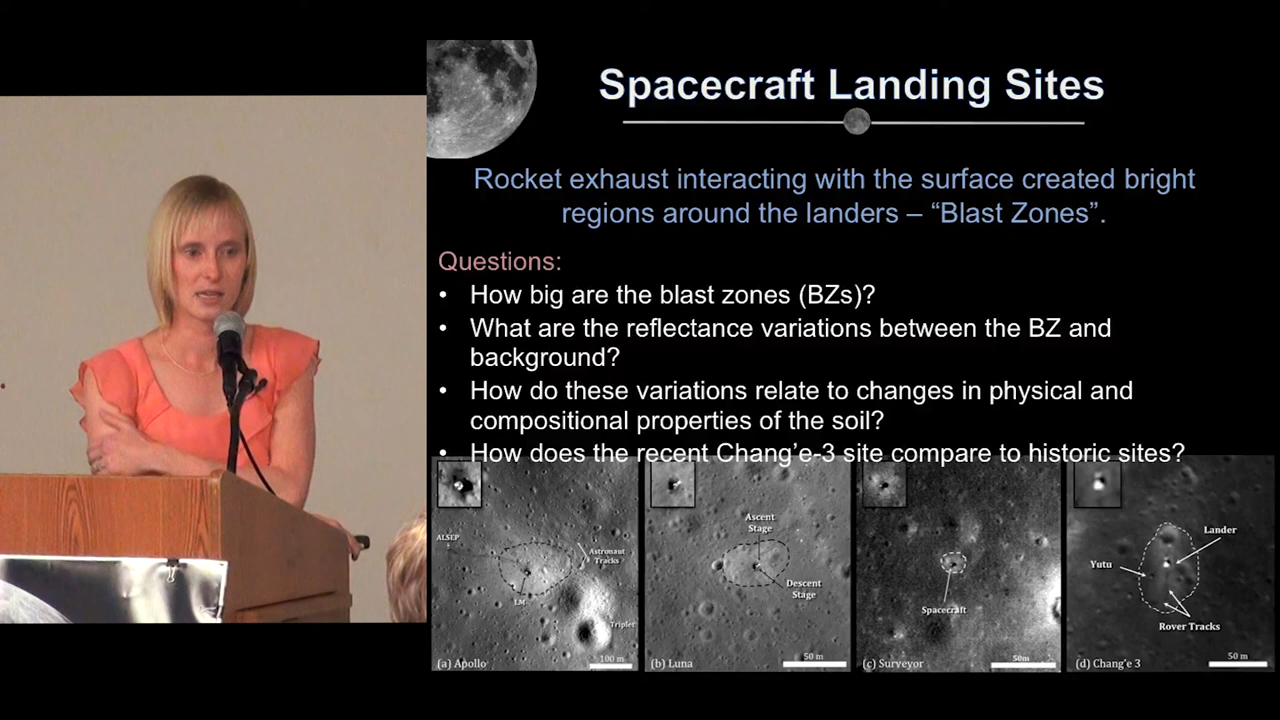 Spacecraft Landing Sites
Rocket exhaust interacting with the surface created bright
regions around the landers – “Blast Zones”.
Questions:
• How big are the blast zones (BZs)?
• What are the reflectance variations between the BZ and
background?
• How do these variations relate to changes in physical and
compositional properties of the soil?
• How does the recent Chang’e-3 site compare to historic sites?
ALSEP
Astronaut
Tracks
LM
Triplet
(a) Apollo
100 m
Ascent
Stage
Descent
Stage
(b) Luna
50 m
Spacecraft
(c) Surveyor
50m
Lander
Yutu
Rover Tracks
(d) Chang'e 3
50 m